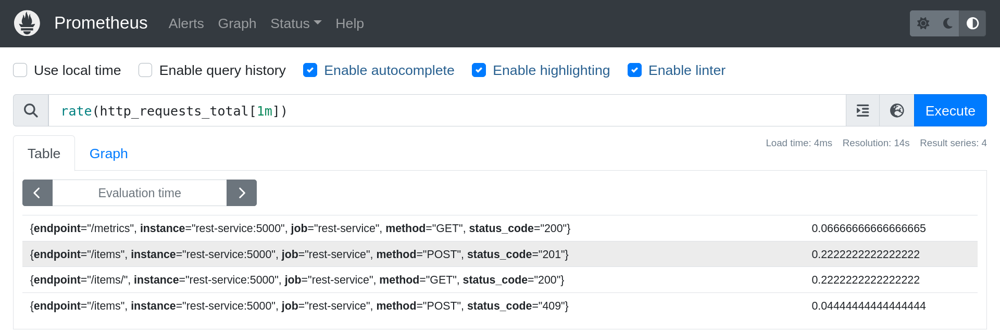 Prometheus Alerts Graph Status Help
Use local time Enable query history Enable autocomplete Enable highlighting Enable linter
rate(http_requests_total[1m]) Execute
Load time: 4ms Resolution: 14s Result series: 4
Table Graph
Evaluation time
{endpoint="/metrics", instance="rest-service:5000", job="rest-service", method="GET", status_code="200"} 0.06666666666666665
{endpoint="/items", instance="rest-service:5000", job="rest-service", method="POST", status_code="201"} 0.2222222222222222
{endpoint="/items/", instance="rest-service:5000", job="rest-service", method="GET", status_code="200"} 0.2222222222222222
{endpoint="/items", instance="rest-service:5000", job="rest-service", method="POST", status_code="409"} 0.04444444444444444